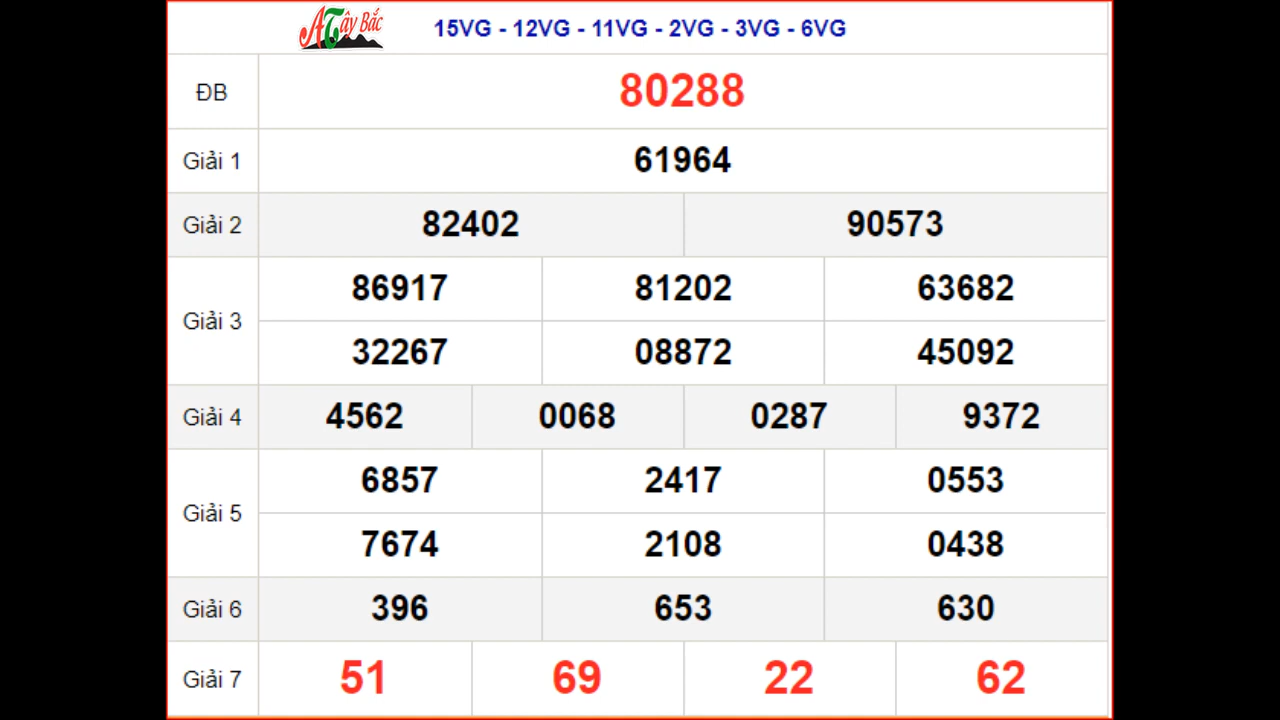 ATây Bắc 15VG - 12VG - 11VG - 2VG - 3VG - 6VG
ĐB 80288
Giải 1 61964
Giải 2 82402 90573
Giải 3
86917 81202 63682
32267 08872 45092
Giải 4 4562 0068 0287 9372
Giải 5
6857 2417 0553
7674 2108 0438
Giải 6 396 653 630
Giải 7 51 69 22 62